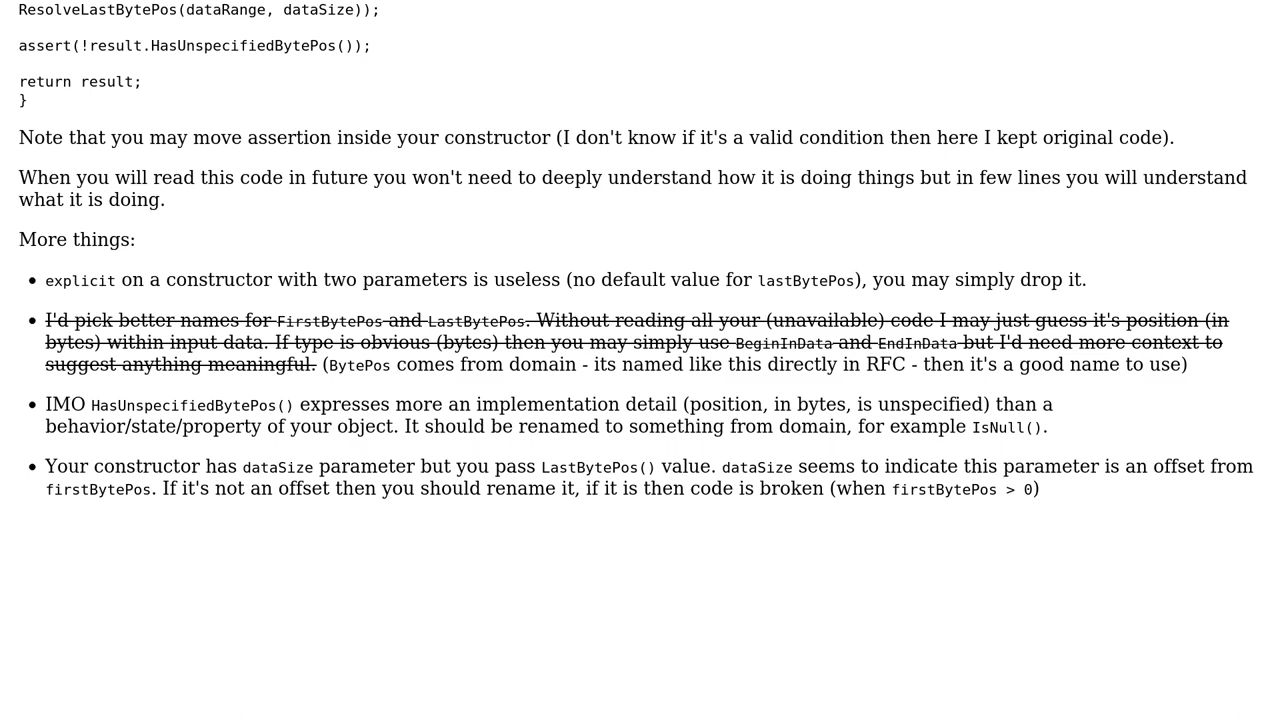 ResolveLastBytePos(dataRange, dataSize));
assert(!result.HasUnspecifiedBytePos());
return result;
}
Note that you may move assertion inside your constructor (I don't know if it's a valid condition then here I kept original code).
When you will read this code in future you won't need to deeply understand how it is doing things but in few lines you will understand
what it is doing.
More things:
• explicit on a constructor with two parameters is useless (no default value for lastBytePos), you may simply drop it.
• I'd pick better names for FirstBytePos and LastBytePos. Without reading all your (unavailable) code I may just guess it's position (in
bytes) within input data. If type is obvious (bytes) then you may simply use BeginInData and EndInData but I'd need more context to
suggest anything meaningful. (BytePos comes from domain - its named like this directly in RFC - then it's a good name to use)
• IMO HasUnspecifiedBytePos() expresses more an implementation detail (position, in bytes, is unspecified) than a
behavior/state/property of your object. It should be renamed to something from domain, for example IsNull().
• Your constructor has dataSize parameter but you pass LastBytePos() value. dataSize seems to indicate this parameter is an offset from
firstBytePos. If it's not an offset then you should rename it, if it is then code is broken (when firstBytePos > 0)